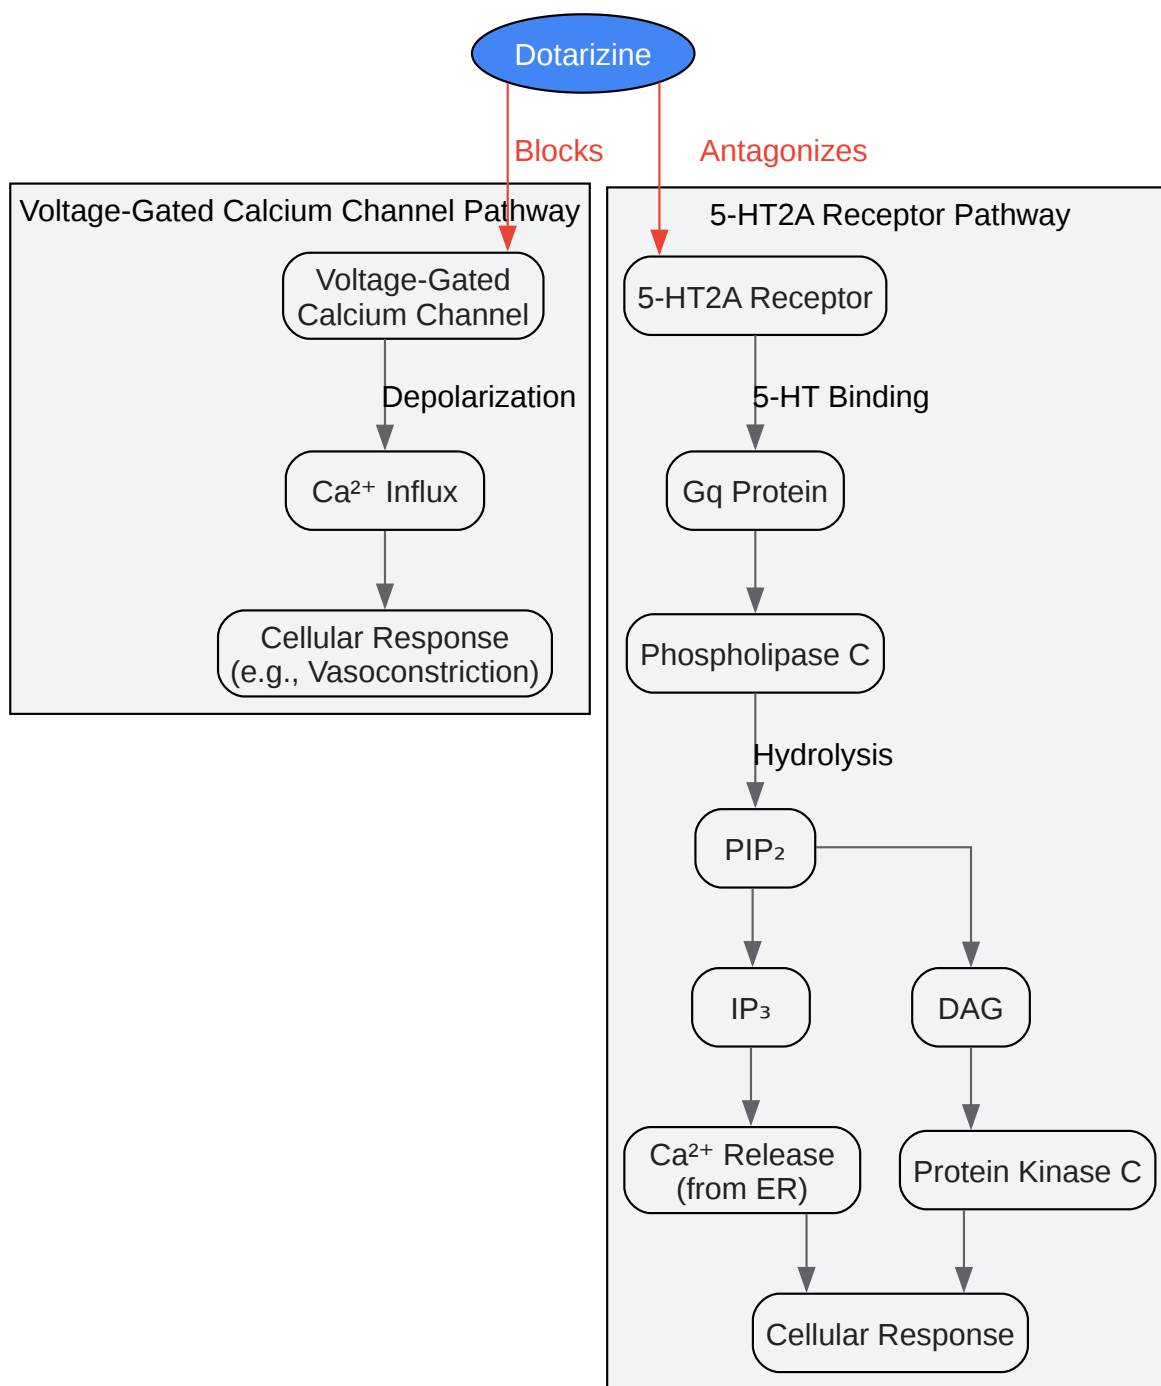 Dotarizine
Blocks
Antagonizes
Voltage-Gated Calcium Channel Pathway
Voltage-Gated
Calcium Channel
Depolarization
Ca²⁺ Influx
Cellular Response
(e.g., Vasoconstriction)
5-HT2A Receptor Pathway
5-HT2A Receptor
5-HT Binding
Gq Protein
Phospholipase C
Hydrolysis
PIP₂
IP₃
DAG
Ca²⁺ Release
(from ER)
Protein Kinase C
Cellular Response